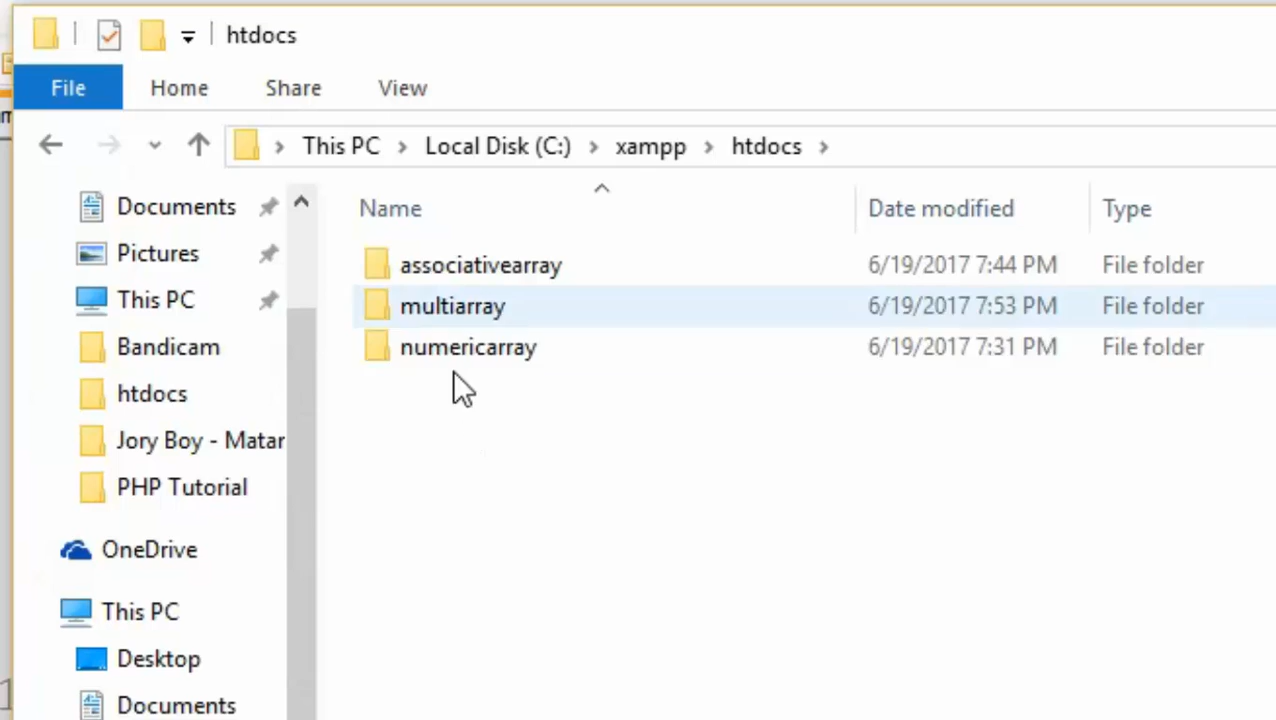 htdocs
File Home Share View
This PC Local Disk (C:) xampp htdocs
Name Date modified Type
associativearray 6/19/2017 7:44 PM File folder
multiarray 6/19/2017 7:53 PM File folder
numericarray 6/19/2017 7:31 PM File folder
Documents
Pictures
This PC
Bandicam
htdocs
Jory Boy - Matar
PHP Tutorial
OneDrive
This PC
Desktop
Documents